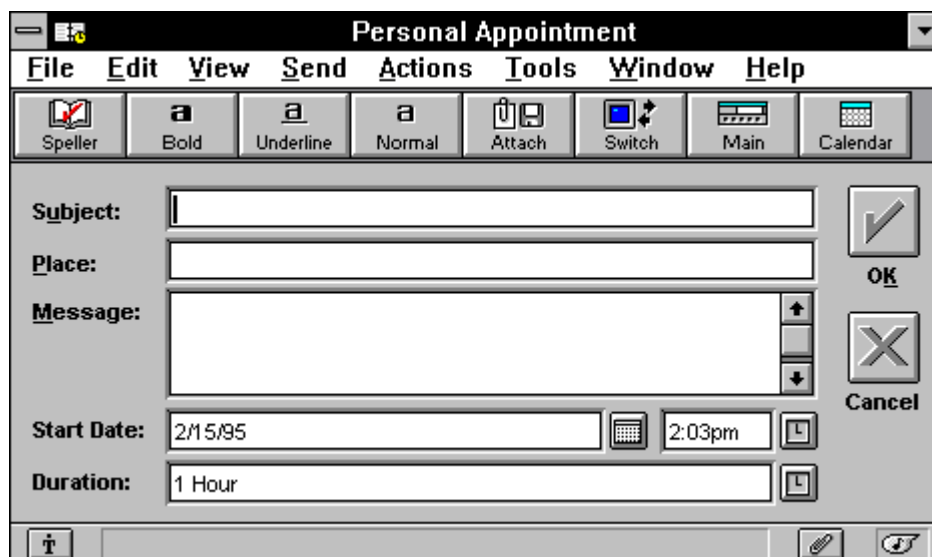 Personal Appointment
File Edit View Send Actions Tools Window Help
a a a
Speller Bold Underline Normal Attach Switch Main Calendar
Subject:
Place:
OK
Message:
Cancel
Start Date: 2/15/95 2:03pm
Duration: 1 Hour